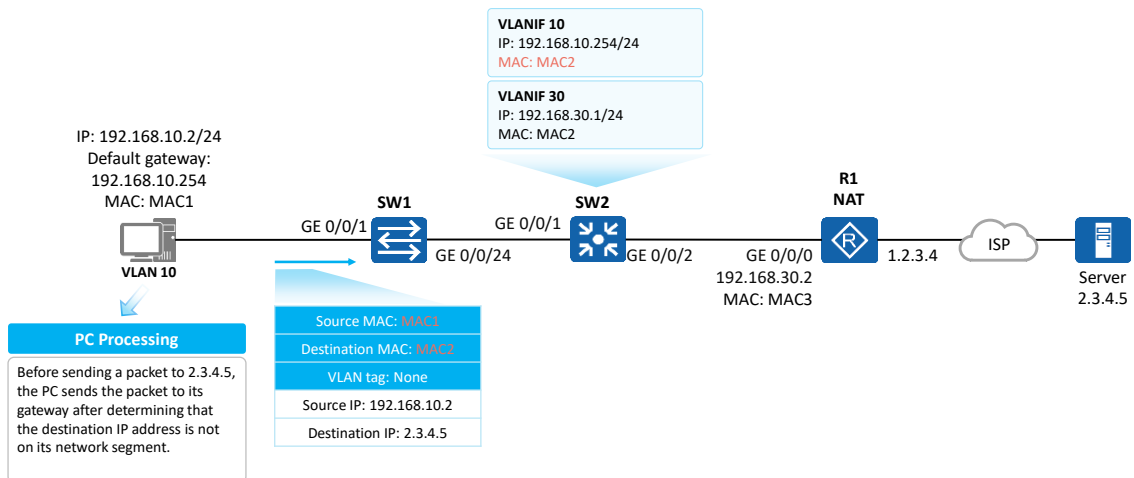 VLANIF 10
IP: 192.168.10.254/24
MAC: MAC2
VLANIF 30
IP: 192.168.30.1/24
MAC: MAC2
IP: 192.168.10.2/24
Default gateway:
192.168.10.254
MAC: MAC1
VLAN 10
GE 0/0/1
SW1
GE 0/0/24
GE 0/0/1
SW2
GE 0/0/2
R1
NAT
GE 0/0/0
192.168.30.2
MAC: MAC3
R
1.2.3.4
ISP
Server
2.3.4.5
PC Processing
Before sending a packet to 2.3.4.5,
the PC sends the packet to its
gateway after determining that
the destination IP address is not
on its network segment.
Source MAC: MAC1
Destination MAC: MAC2
VLAN tag: None
Source IP: 192.168.10.2
Destination IP: 2.3.4.5